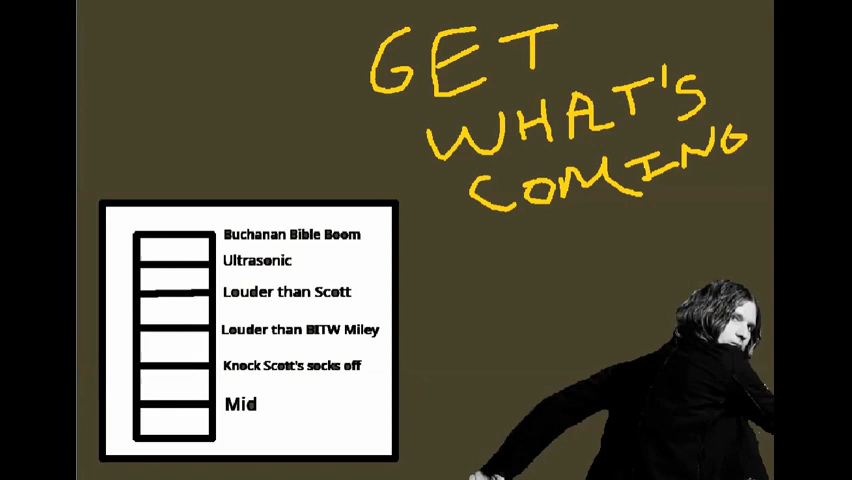 GET
WHAT'S
COMING
Buchanan Bible Boom
Ultrasonic
Louder than Scott
Louder than BITW Miley
Knock Scott's socks off
Mid